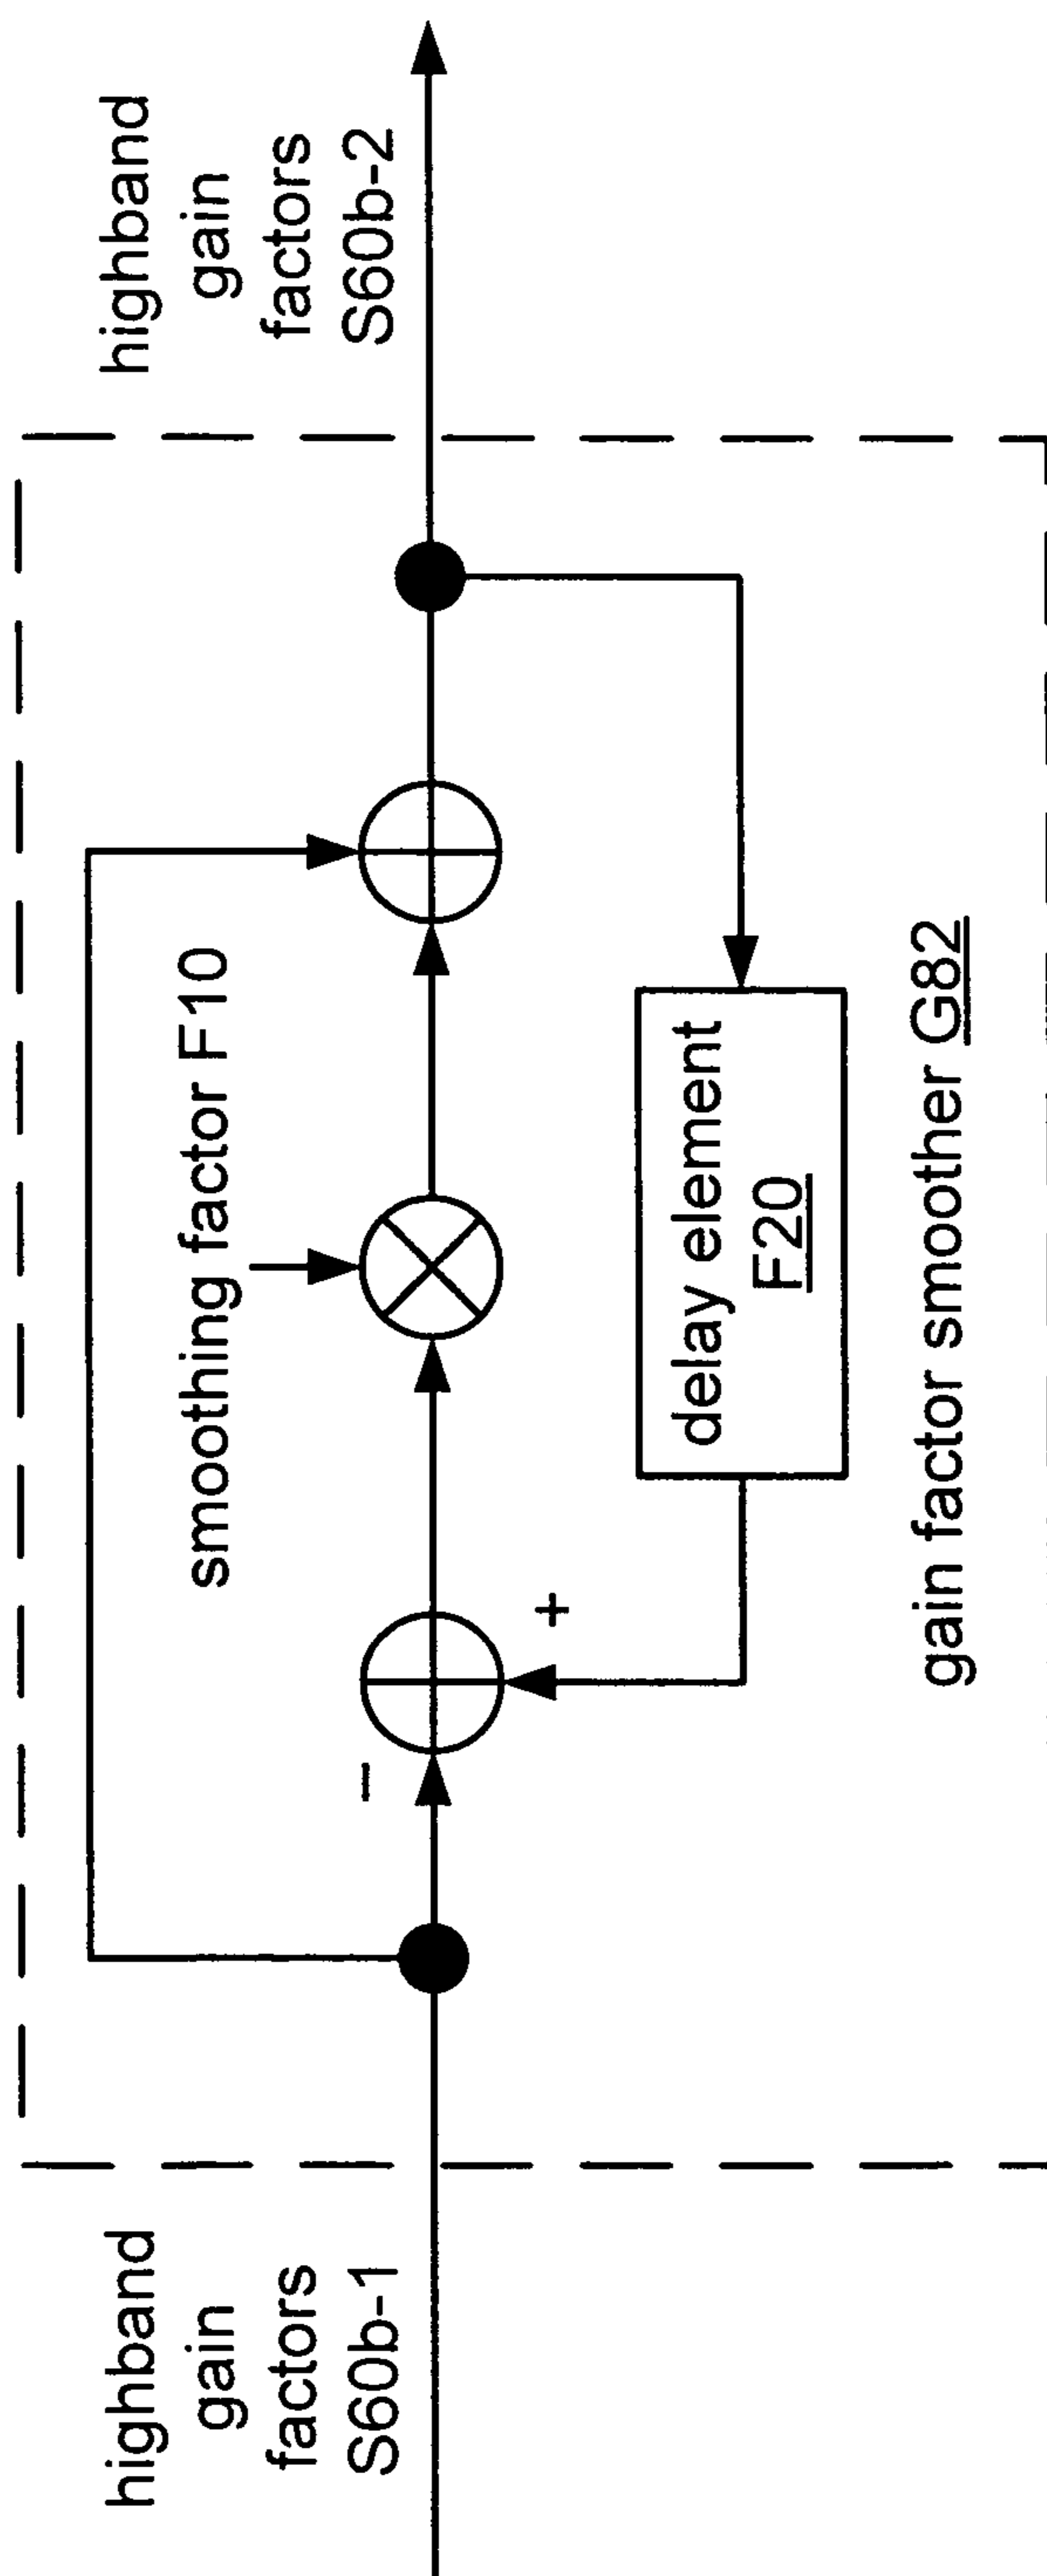 highband
gain
factors
S60b-1
smoothing factor F10
-
+
delay element
F20
gain factor smoother G82
highband
gain
factors
S60b-2